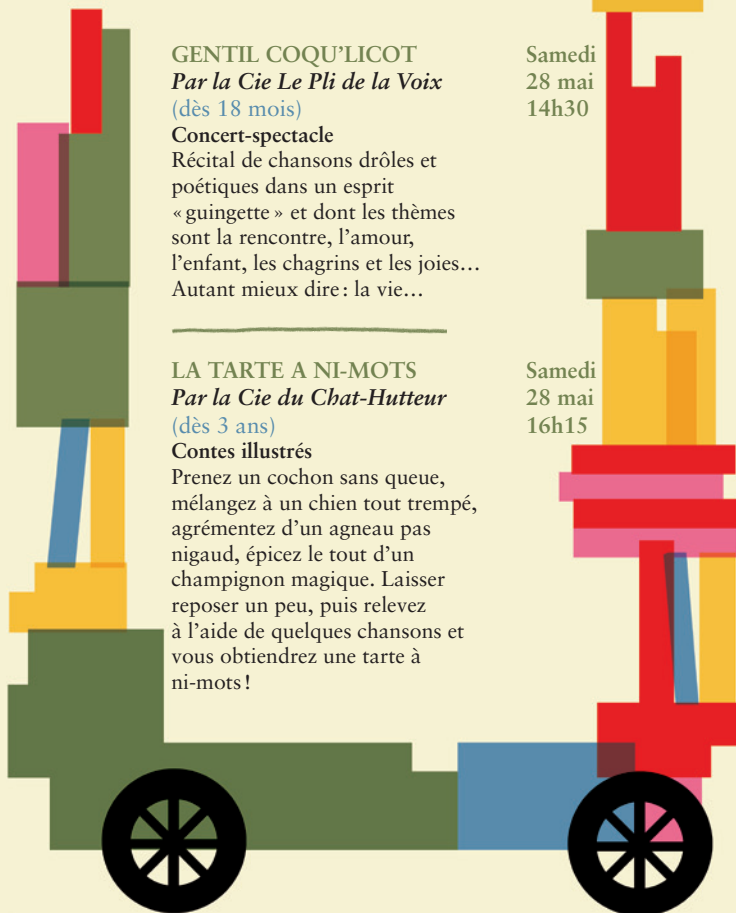 GENTIL COQU’LICOT
Par la Cie Le Pli de la Voix
(dès 18 mois)
Concert-spectacle
Récital de chansons drôles et
poétiques dans un esprit
« guingette » et dont les thèmes
sont la rencontre, l’amour,
l’enfant, les chagrins et les joies…
Autant mieux dire : la vie…
Samedi
28 mai
14h30
LA TARTE A NI-MOTS
Par la Cie du Chat-Hutteur
(dès 3 ans)
Contes illustrés
Prenez un cochon sans queue,
mélangez à un chien tout trempé,
agrémentez d’un agneau pas
nigaud, épicez le tout d’un
champignon magique. Laisser
reposer un peu, puis relevez
à l’aide de quelques chansons et
vous obtiendrez une tarte à
ni-mots !
Samedi
28 mai
16h15